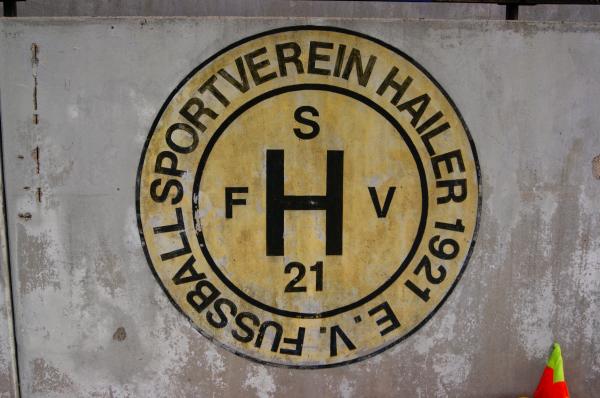 FUSSBALLSPORTVEREIN HAILER 1921 E.V.
S
F H V
21